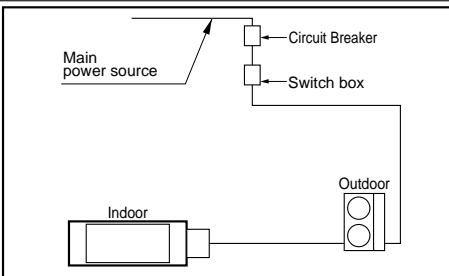 Circuit Breaker
Main
power source
Switch box
Outdoor
Indoor